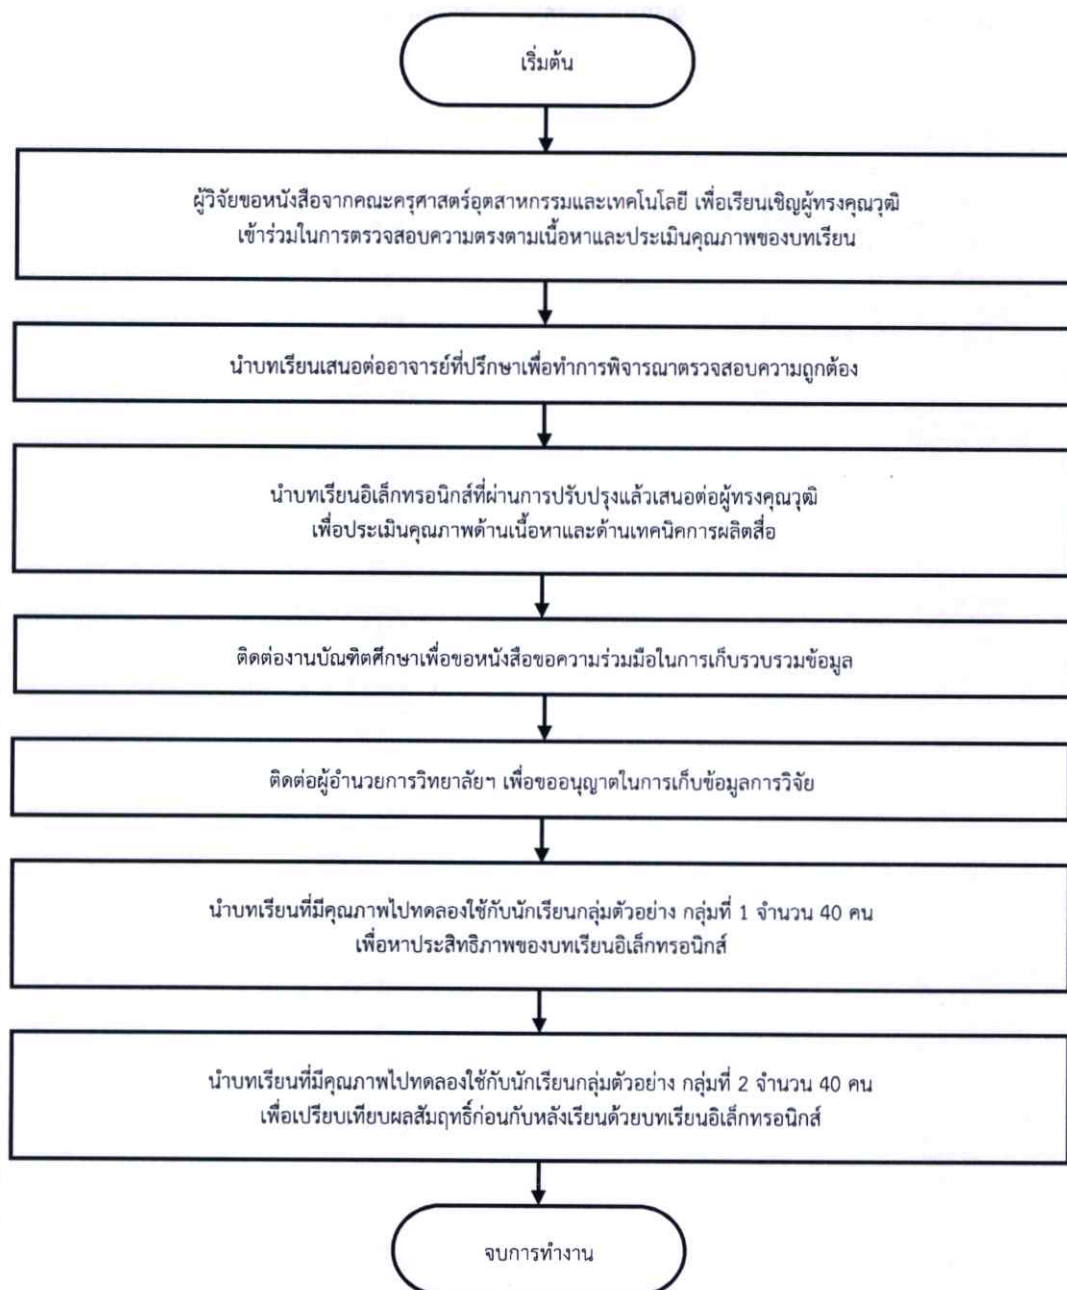 เริ่มต้น
ผู้วิจัยขอหนังสือจากคณะครุศาสตร์อุตสาหกรรมและเทคโนโลยี เพื่อเรียนเชิญผู้ทรงคุณวุฒิ
เข้าร่วมในการตรวจสอบความตรงตามเนื้อหาและประเมินคุณภาพของบทเรียน
นำบทเรียนเสนอต่ออาจารย์ที่ปรึกษาเพื่อทำการพิจารณาตรวจสอบความถูกต้อง
นำบทเรียนอิเล็กทรอนิกส์ที่ผ่านการปรับปรุงแล้วเสนอต่อผู้ทรงคุณวุฒิ
เพื่อประเมินคุณภาพด้านเนื้อหาและด้านเทคนิคการผลิตสื่อ
ติดต่องานบัณฑิตศึกษาเพื่อขอหนังสือขอความร่วมมือในการเก็บรวบรวมข้อมูล
ติดต่อผู้อำนวยการวิทยาลัยฯ เพื่อขออนุญาตในการเก็บข้อมูลการวิจัย
นำบทเรียนที่มีคุณภาพไปทดลองใช้กับนักเรียนกลุ่มตัวอย่าง กลุ่มที่ 1 จำนวน 40 คน
เพื่อหาประสิทธิภาพของบทเรียนอิเล็กทรอนิกส์
นำบทเรียนที่มีคุณภาพไปทดลองใช้กับนักเรียนกลุ่มตัวอย่าง กลุ่มที่ 2 จำนวน 40 คน
เพื่อเปรียบเทียบผลสัมฤทธิ์ก่อนกับหลังเรียนด้วยบทเรียนอิเล็กทรอนิกส์
จบการทำงาน